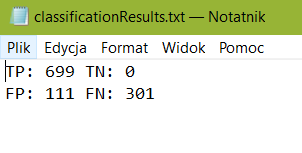 classificationResults.txt — Notatnik
Plik Edycja Format Widok Pomoc
TP: 699 TN: 0
FP: 111 FN: 301